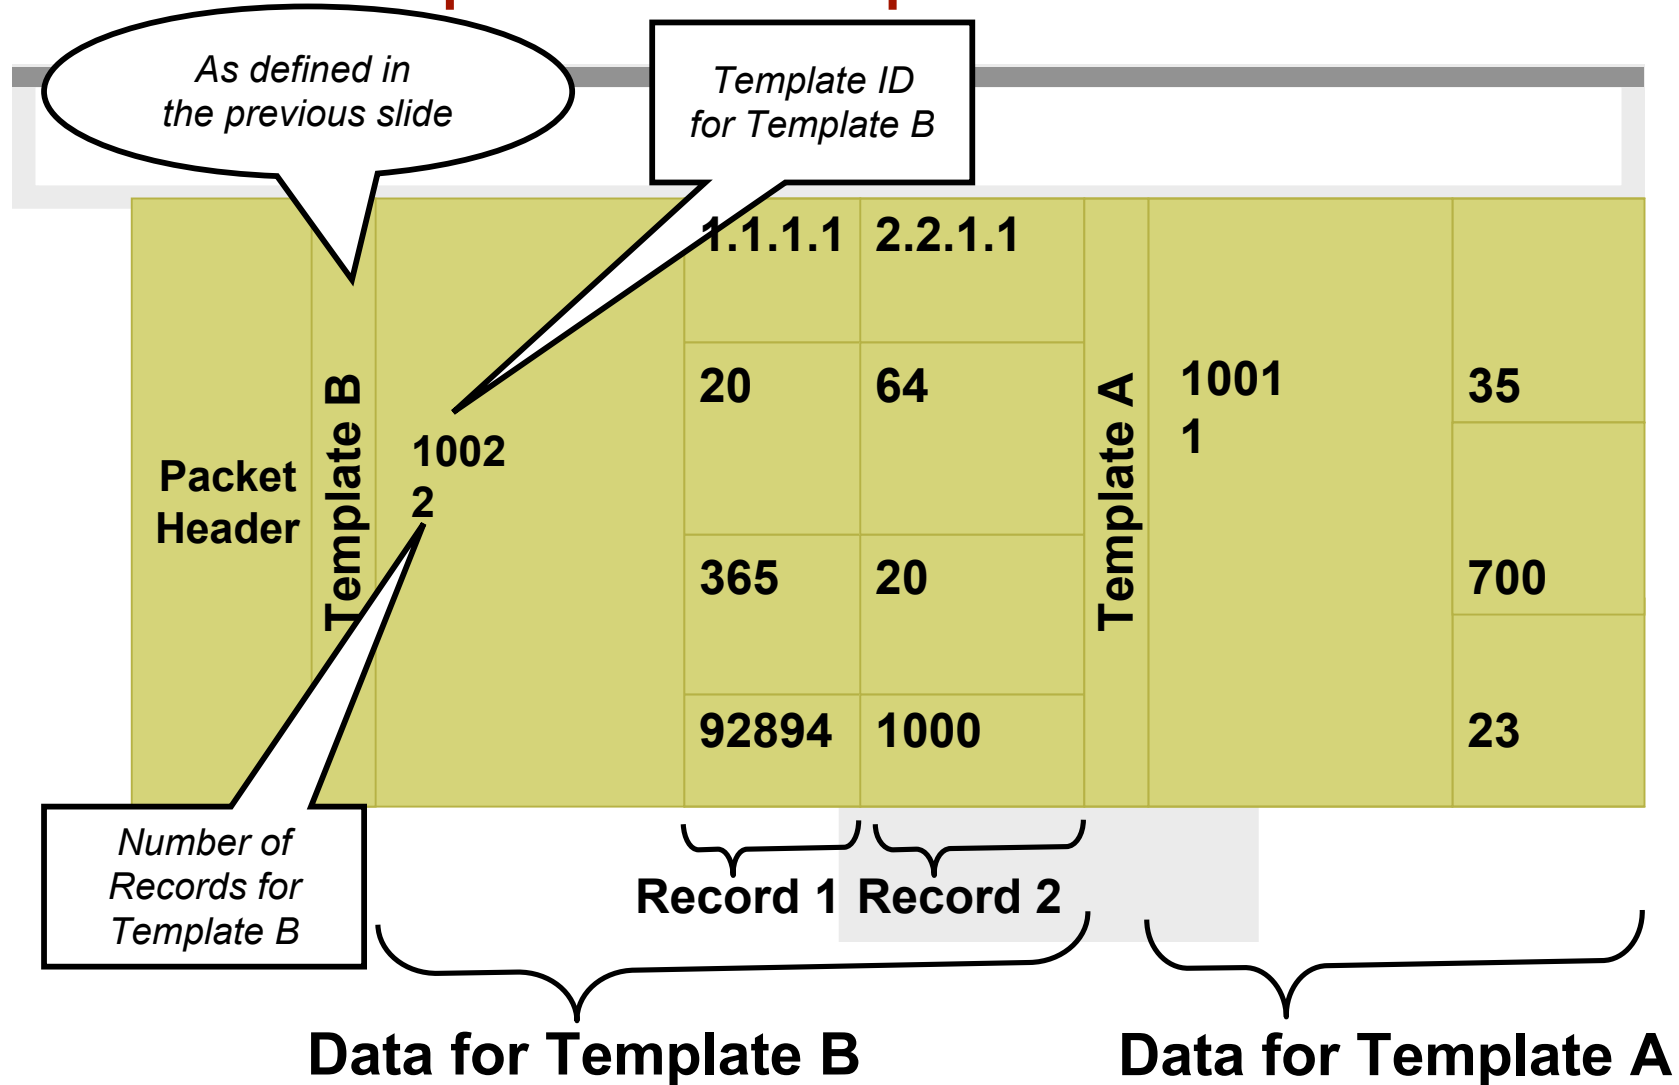 As defined in
the previous slide
Template ID
for Template B
Packet
Header
Template B
1002
2
1.1.1.1
2.2.1.1
20
64
365
20
92894
1000
Template A
1001
1
35
700
23
Number of
Records for
Template B
Record 1
Record 2
Data for Template B
Data for Template A